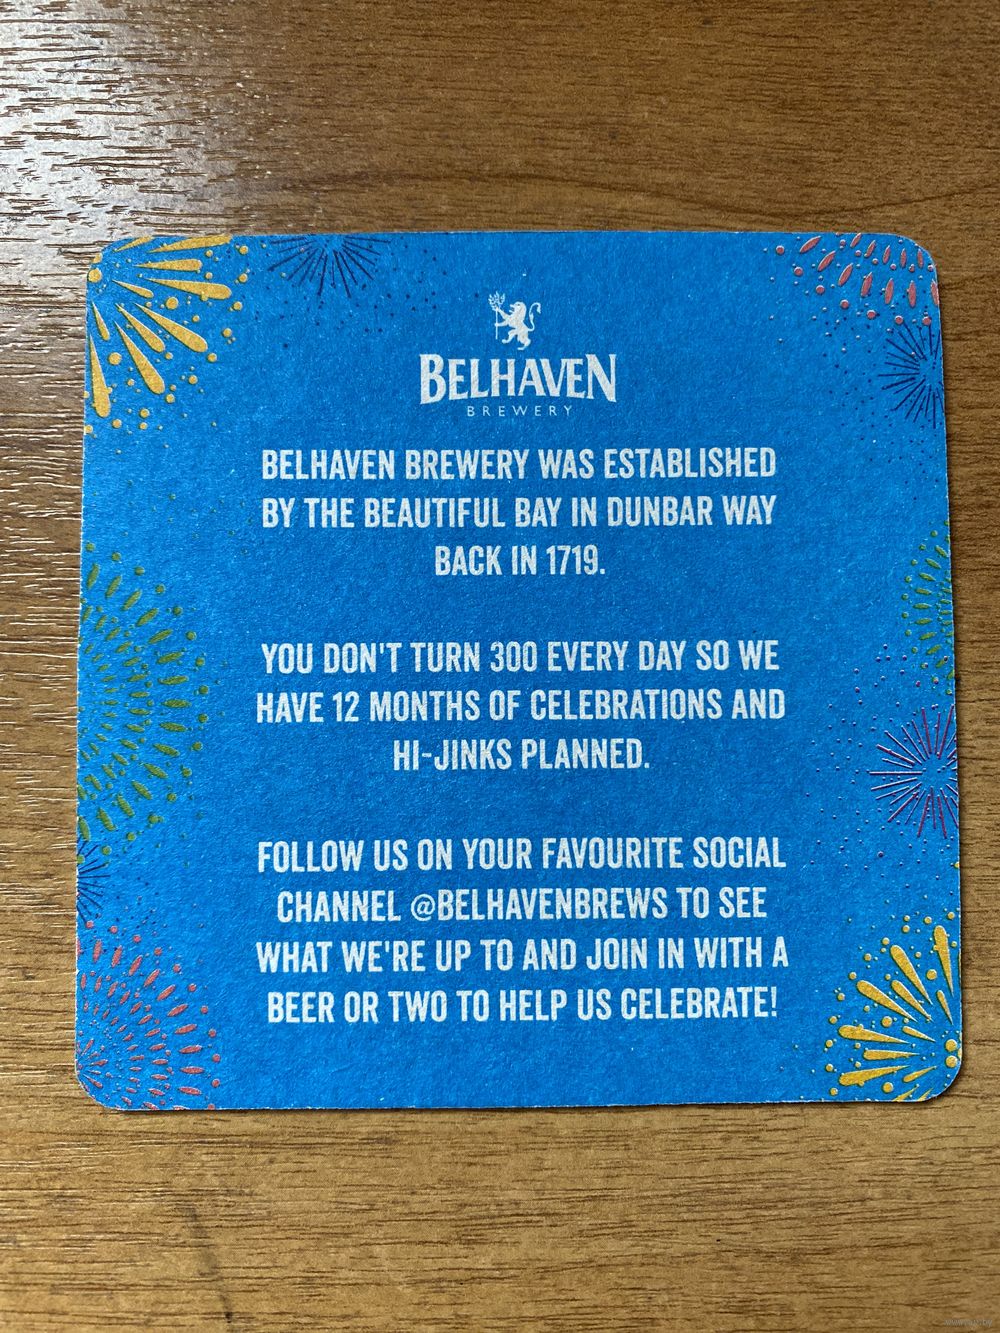 BELHAVEN
BREWERY
BELHAVEN BREWERY WAS ESTABLISHED
BY THE BEAUTIFUL BAY IN DUNBAR WAY
BACK IN 1719.
YOU DON'T TURN 300 EVERY DAY SO WE
HAVE 12 MONTHS OF CELEBRATIONS AND
HI-JINKS PLANNED.
FOLLOW US ON YOUR FAVOURITE SOCIAL
CHANNEL @BELHAVENBREWS TO SEE
WHAT WE'RE UP TO AND JOIN IN WITH A
BEER OR TWO TO HELP US CELEBRATE!